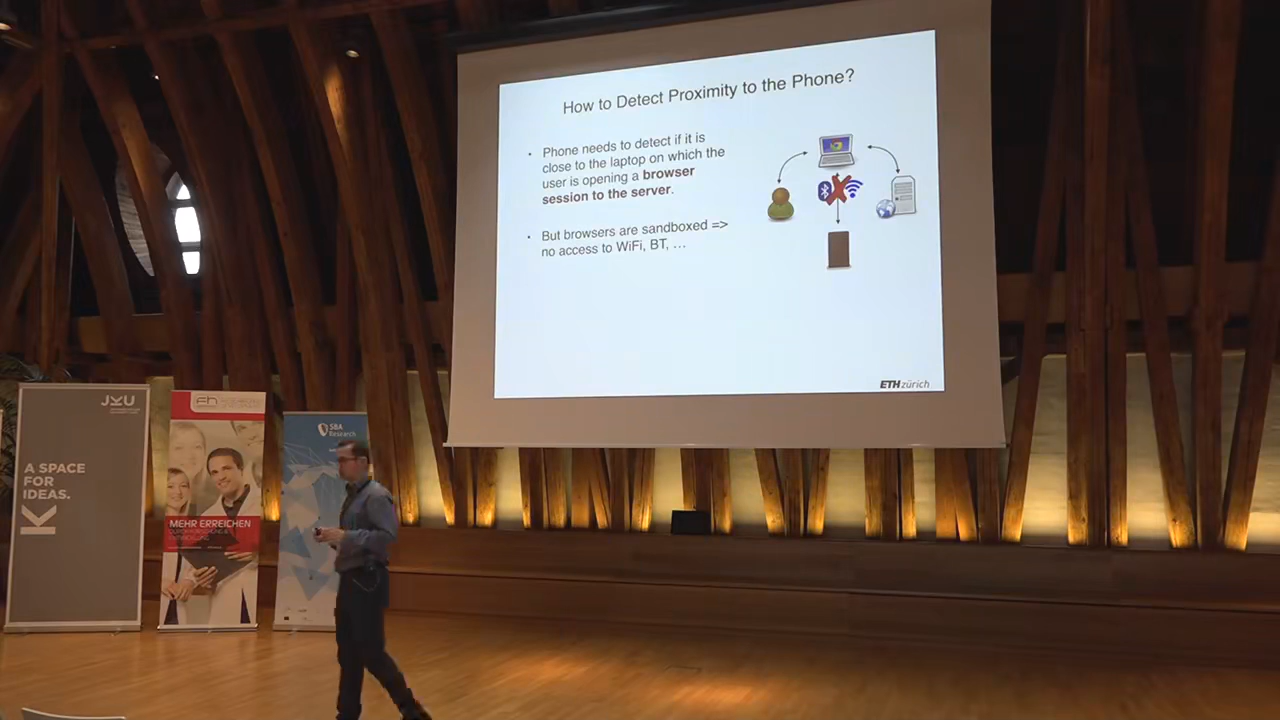 How to Detect Proximity to the Phone?
• Phone needs to detect if it is
close to the laptop on which the
user is opening a browser
session to the server.
• But browsers are sandboxed =>
no access to WiFi, BT, …
ETHzürich
JKU
A SPACE
FOR
IDEAS.
fh
MEHR ERREICHEN
SBA
Research